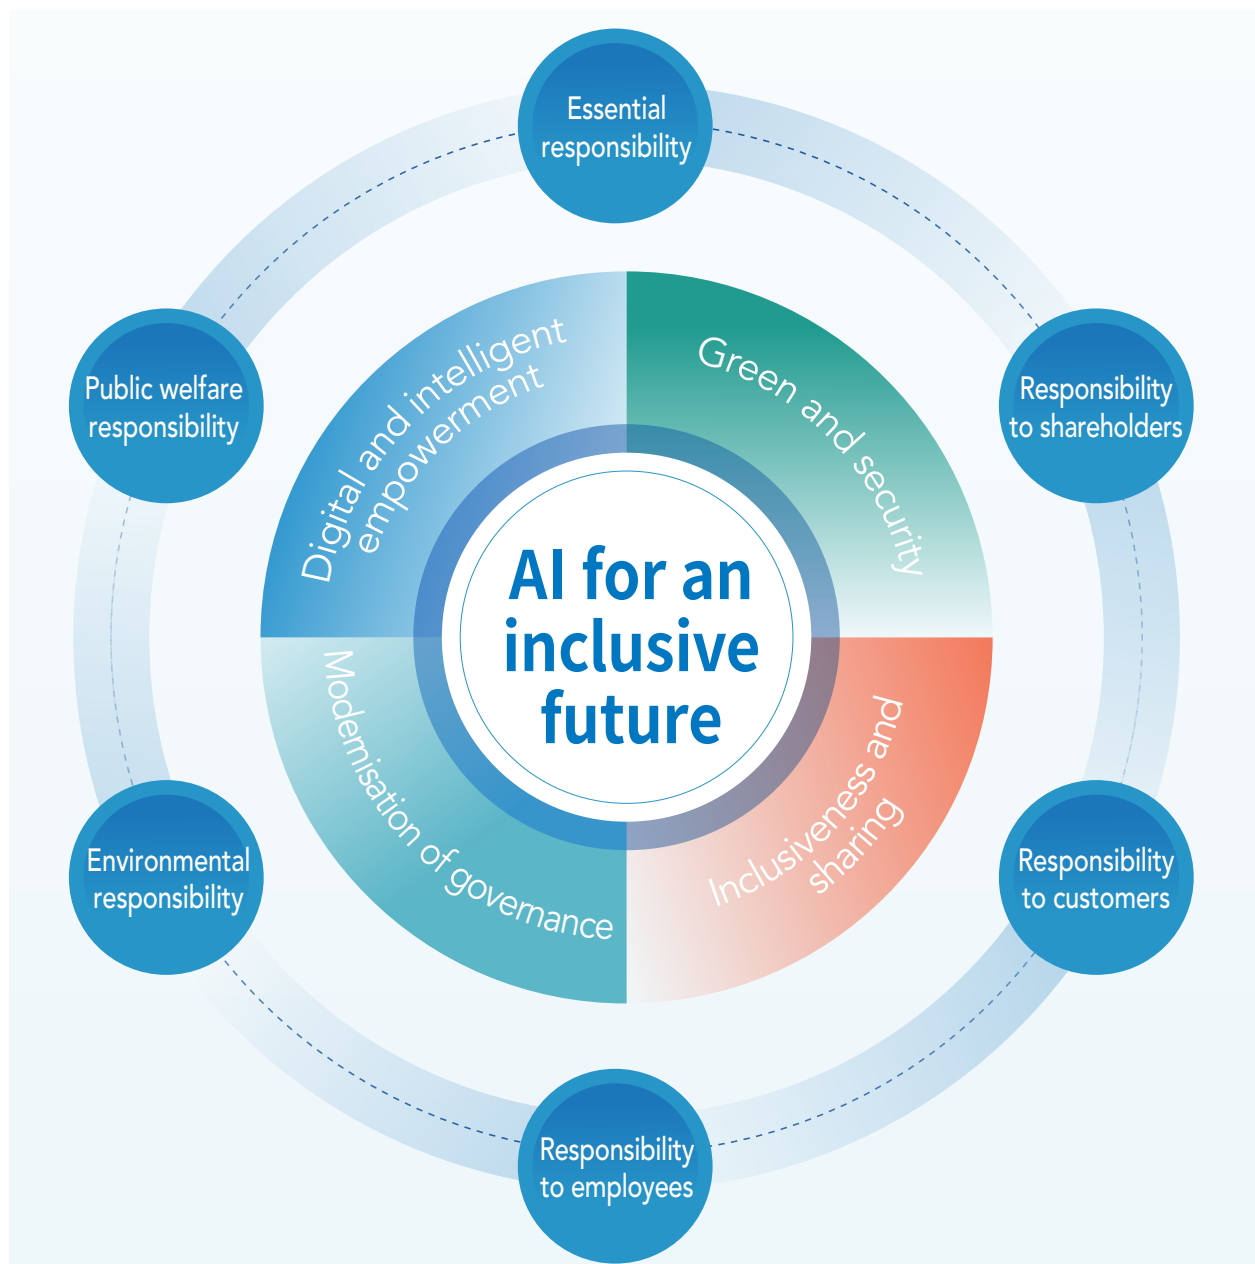 Essential
responsibility
Public welfare
responsibility
Responsibility
to shareholders
Digital and intelligent
empowerment
Green and security
AI for an
inclusive
future
Modernisation of governance
Inclusiveness and
sharing
Environmental
responsibility
Responsibility
to customers
Responsibility
to employees